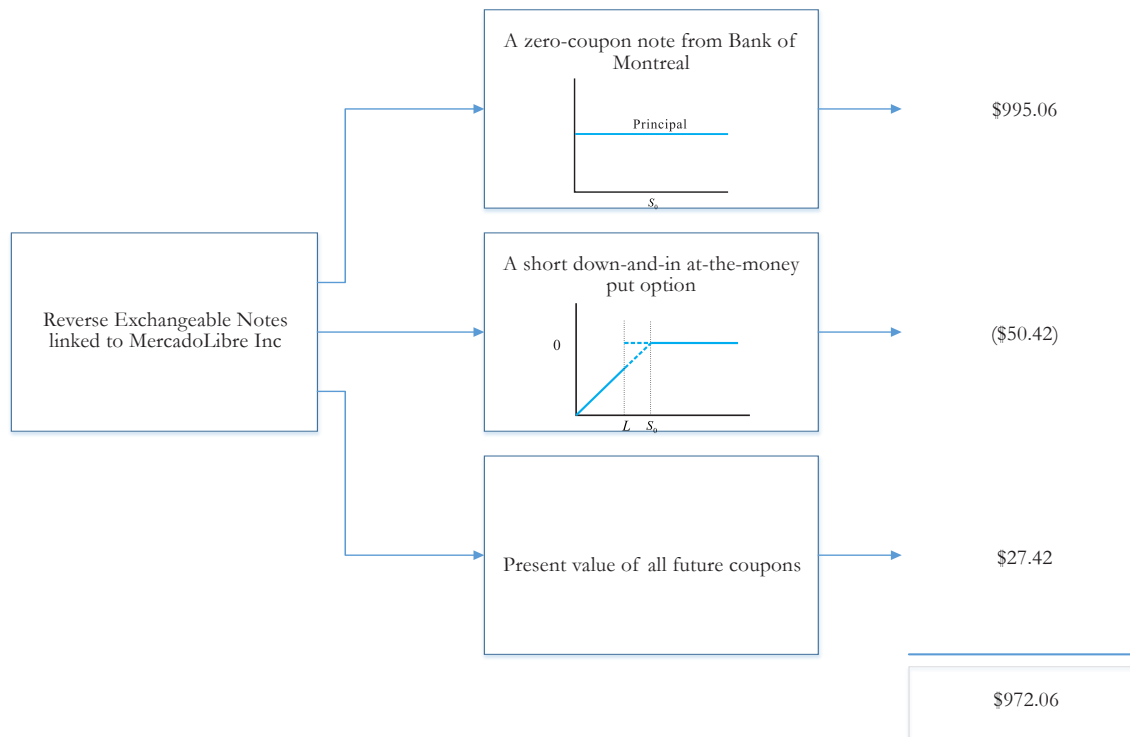 A zero-coupon note from Bank of
Montreal
Principal
S₀
$995.06
Reverse Exchangeable Notes
linked to MercadoLibre Inc
A short down-and-in at-the-money
put option
0
L S₀
($50.42)
Present value of all future coupons
$27.42
$972.06